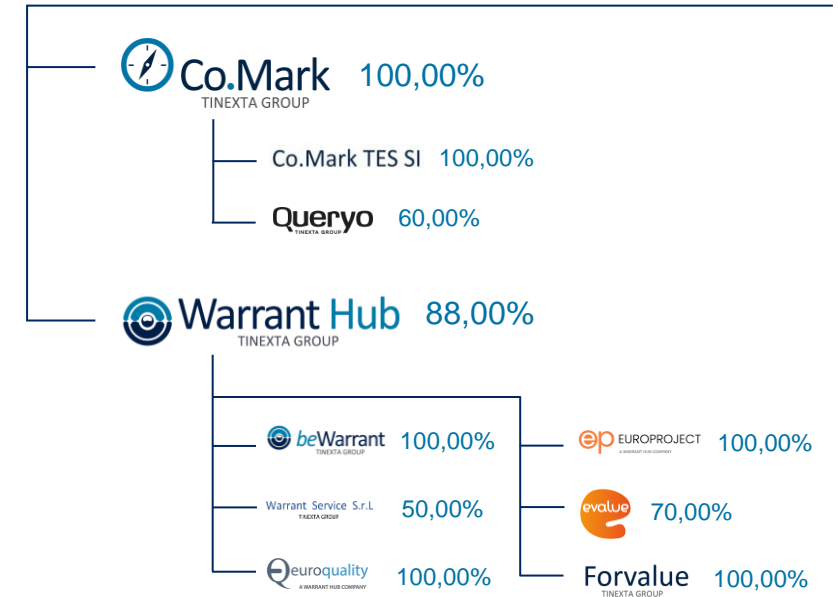 Co.Mark 100,00%
TINEXTA GROUP
Co.Mark TES SI 100,00%
Queryo 60,00%
TINEXTA GROUP
Warrant Hub 88,00%
TINEXTA GROUP
beWarrant 100,00%
TINEXTA GROUP
Warrant Service S.r.L 50,00%
TINEXTA GROUP
euroquality 100,00%
A WARRANT HUB COMPANY
ep EUROPROJECT 100,00%
A WARRANT HUB COMPANY
evalue 70,00%
Forvalue 100,00%
TINEXTA GROUP